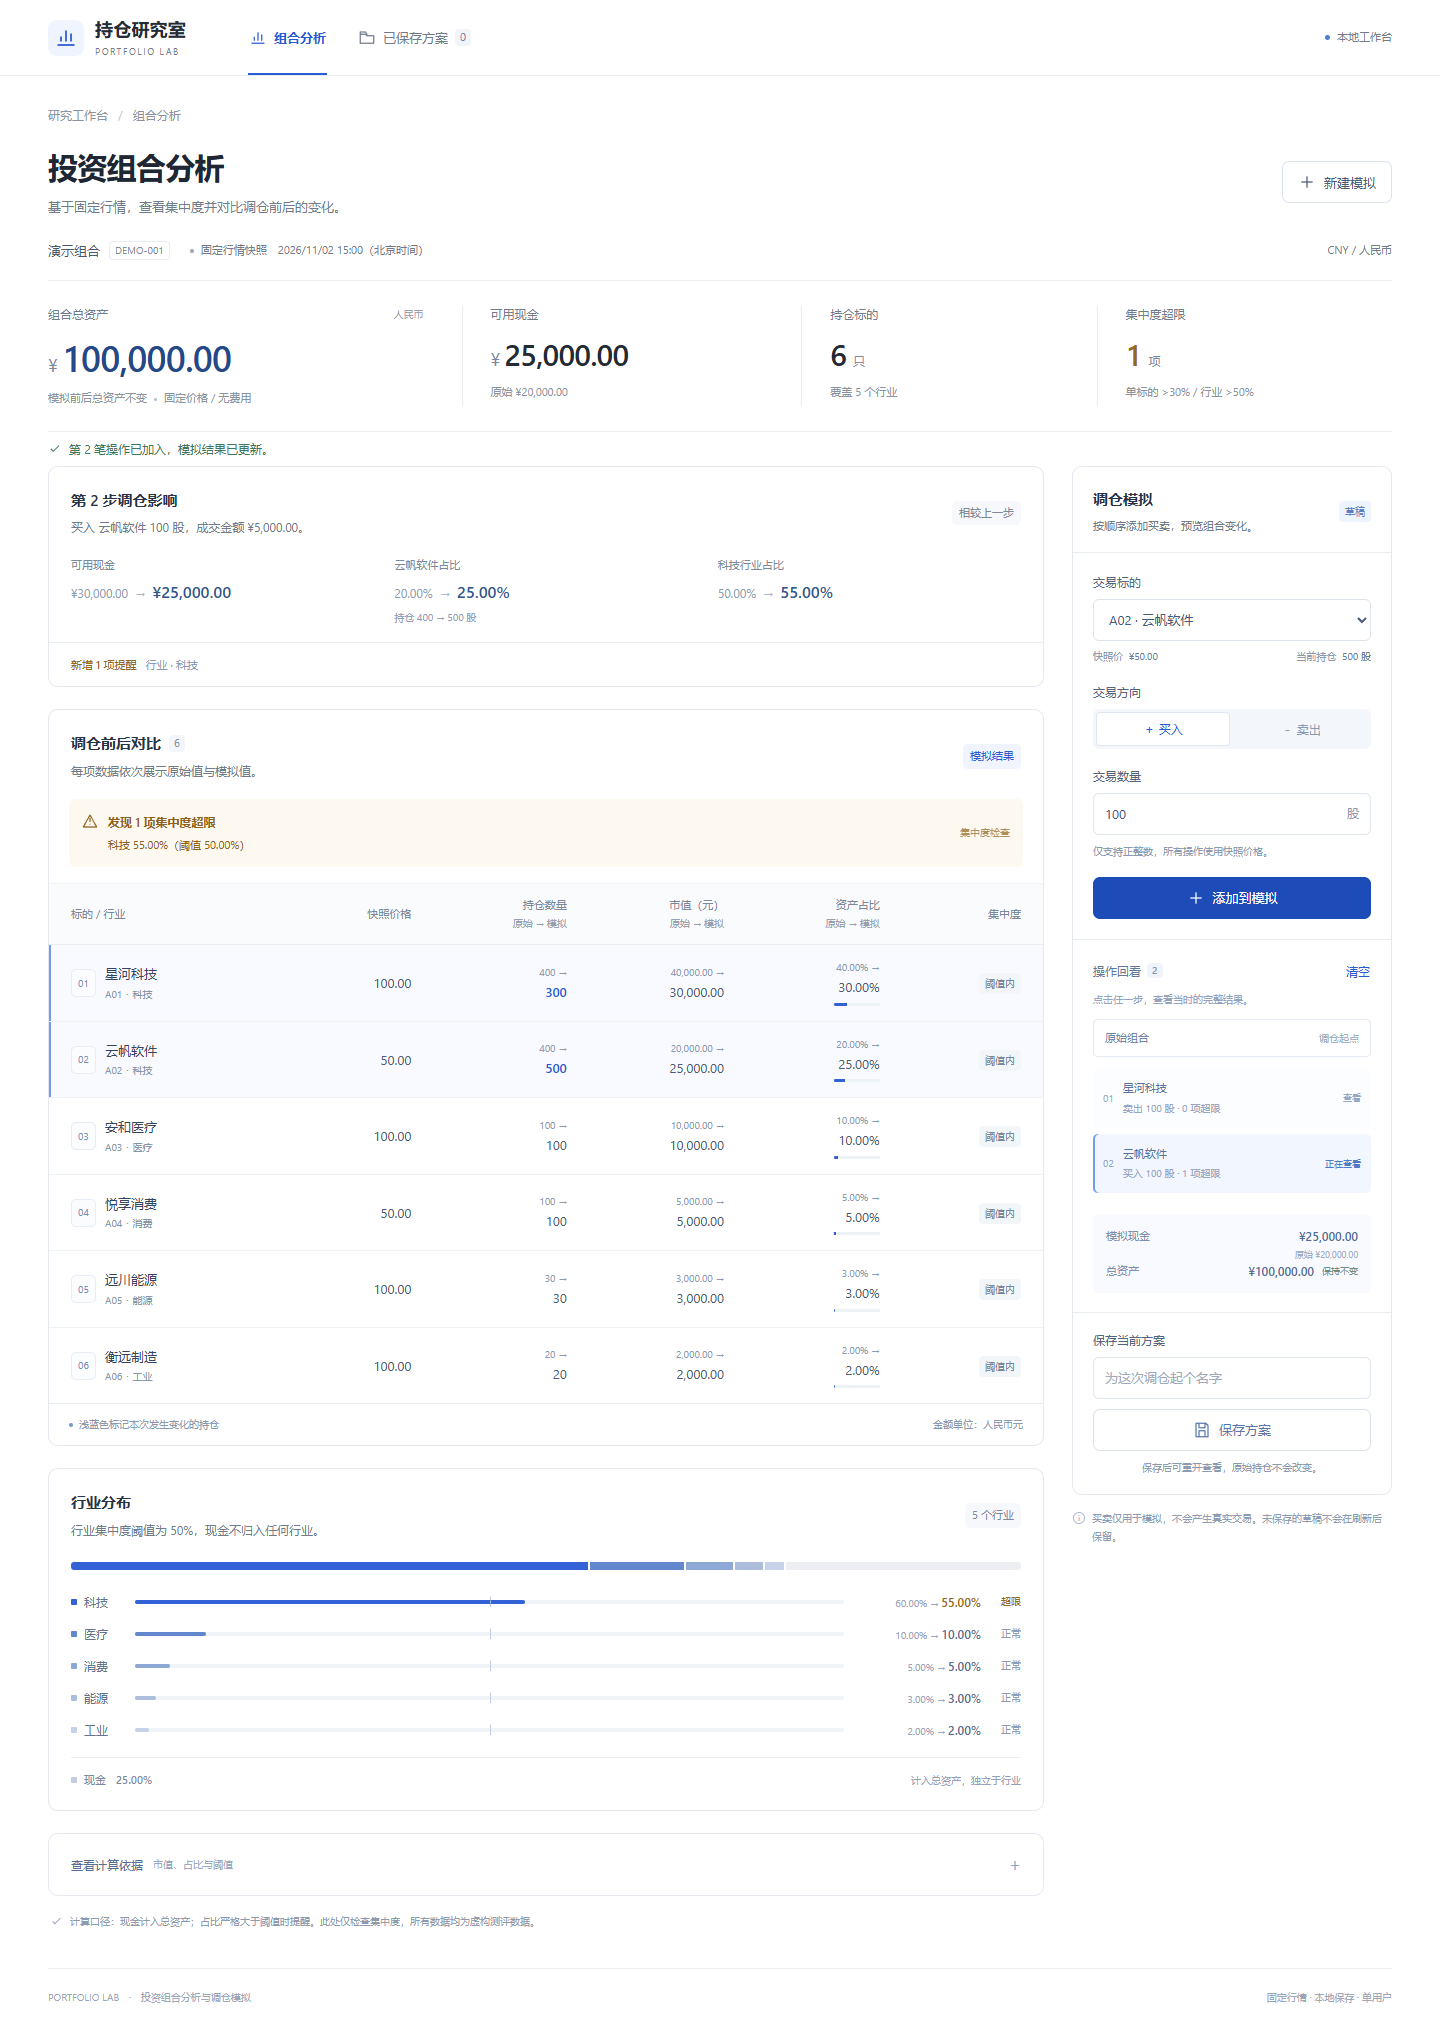 持仓研究室
PORTFOLIO LAB
组合分析
已保存方案 0
本地工作台
研究工作台 / 组合分析
投资组合分析
基于固定行情，查看集中度并对比调仓前后的变化。
新建模拟
演示组合 DEMO-001 固定行情快照 2026/11/02 15:00（北京时间）
CNY / 人民币
组合总资产 人民币
¥ 100,000.00
模拟前后总资产不变 • 固定价格 / 无费用
可用现金
¥ 25,000.00
原始 ¥20,000.00
持仓标的
6 只
覆盖 5 个行业
集中度超限
1 项
单标的 >30% / 行业 >50%
第 2 笔操作已加入，模拟结果已更新。
第 2 步调仓影响
买入 云帆软件 100 股，成交金额 ¥5,000.00。
相较上一步
可用现金
¥30,000.00 → ¥25,000.00
云帆软件占比
20.00% → 25.00%
持仓 400 → 500 股
科技行业占比
50.00% → 55.00%
新增 1 项提醒 行业 · 科技
调仓前后对比 6
每项数据依次展示原始值与模拟值。
模拟结果
发现 1 项集中度超限
科技 55.00%（阈值 50.00%）
集中度检查
标的 / 行业
快照价格
持仓数量
原始 → 模拟
市值（元）
原始 → 模拟
资产占比
原始 → 模拟
集中度
01
星河科技
A01 · 科技
100.00
400 →
300
40,000.00 →
30,000.00
40.00% →
30.00%
阈值内
02
云帆软件
A02 · 科技
50.00
400 →
500
20,000.00 →
25,000.00
20.00% →
25.00%
阈值内
03
安和医疗
A03 · 医疗
100.00
100 →
100
10,000.00 →
10,000.00
10.00% →
10.00%
阈值内
04
悦享消费
A04 · 消费
50.00
100 →
100
5,000.00 →
5,000.00
5.00% →
5.00%
阈值内
05
远川能源
A05 · 能源
100.00
30 →
30
3,000.00 →
3,000.00
3.00% →
3.00%
阈值内
06
衡远制造
A06 · 工业
100.00
20 →
20
2,000.00 →
2,000.00
2.00% →
2.00%
阈值内
浅蓝色标记本次发生变化的持仓
金额单位：人民币元
行业分布
行业集中度阈值为 50%，现金不归入任何行业。
5 个行业
科技 60.00% → 55.00% 超限
医疗 10.00% → 10.00% 正常
消费 5.00% → 5.00% 正常
能源 3.00% → 3.00% 正常
工业 2.00% → 2.00% 正常
现金 25.00%
计入总资产，独立于行业
查看计算依据 市值、占比与阈值 +
计算口径：现金计入总资产；占比严格大于阈值时提醒。此处仅检查集中度，所有数据均为虚构测评数据。
调仓模拟
按顺序添加买卖，预览组合变化。
草稿
交易标的
A02 · 云帆软件
快照价 ¥50.00
当前持仓 500 股
交易方向
+ 买入
- 卖出
交易数量
100 股
仅支持正整数，所有操作使用快照价格。
添加到模拟
操作回看 2
清空
点击任一步，查看当时的完整结果。
原始组合 调仓起点
01
星河科技
卖出 100 股 · 0 项超限
查看
02
云帆软件
买入 100 股 · 1 项超限
正在查看
模拟现金 ¥25,000.00
原始 ¥20,000.00
总资产 ¥100,000.00 保持不变
保存当前方案
为这次调仓起个名字
保存方案
保存后可重开查看，原始持仓不会改变。
买卖仅用于模拟，不会产生真实交易。未保存的草稿不会在刷新后
保留。
PORTFOLIO LAB · 投资组合分析与调仓模拟
固定行情 · 本地保存 · 单用户